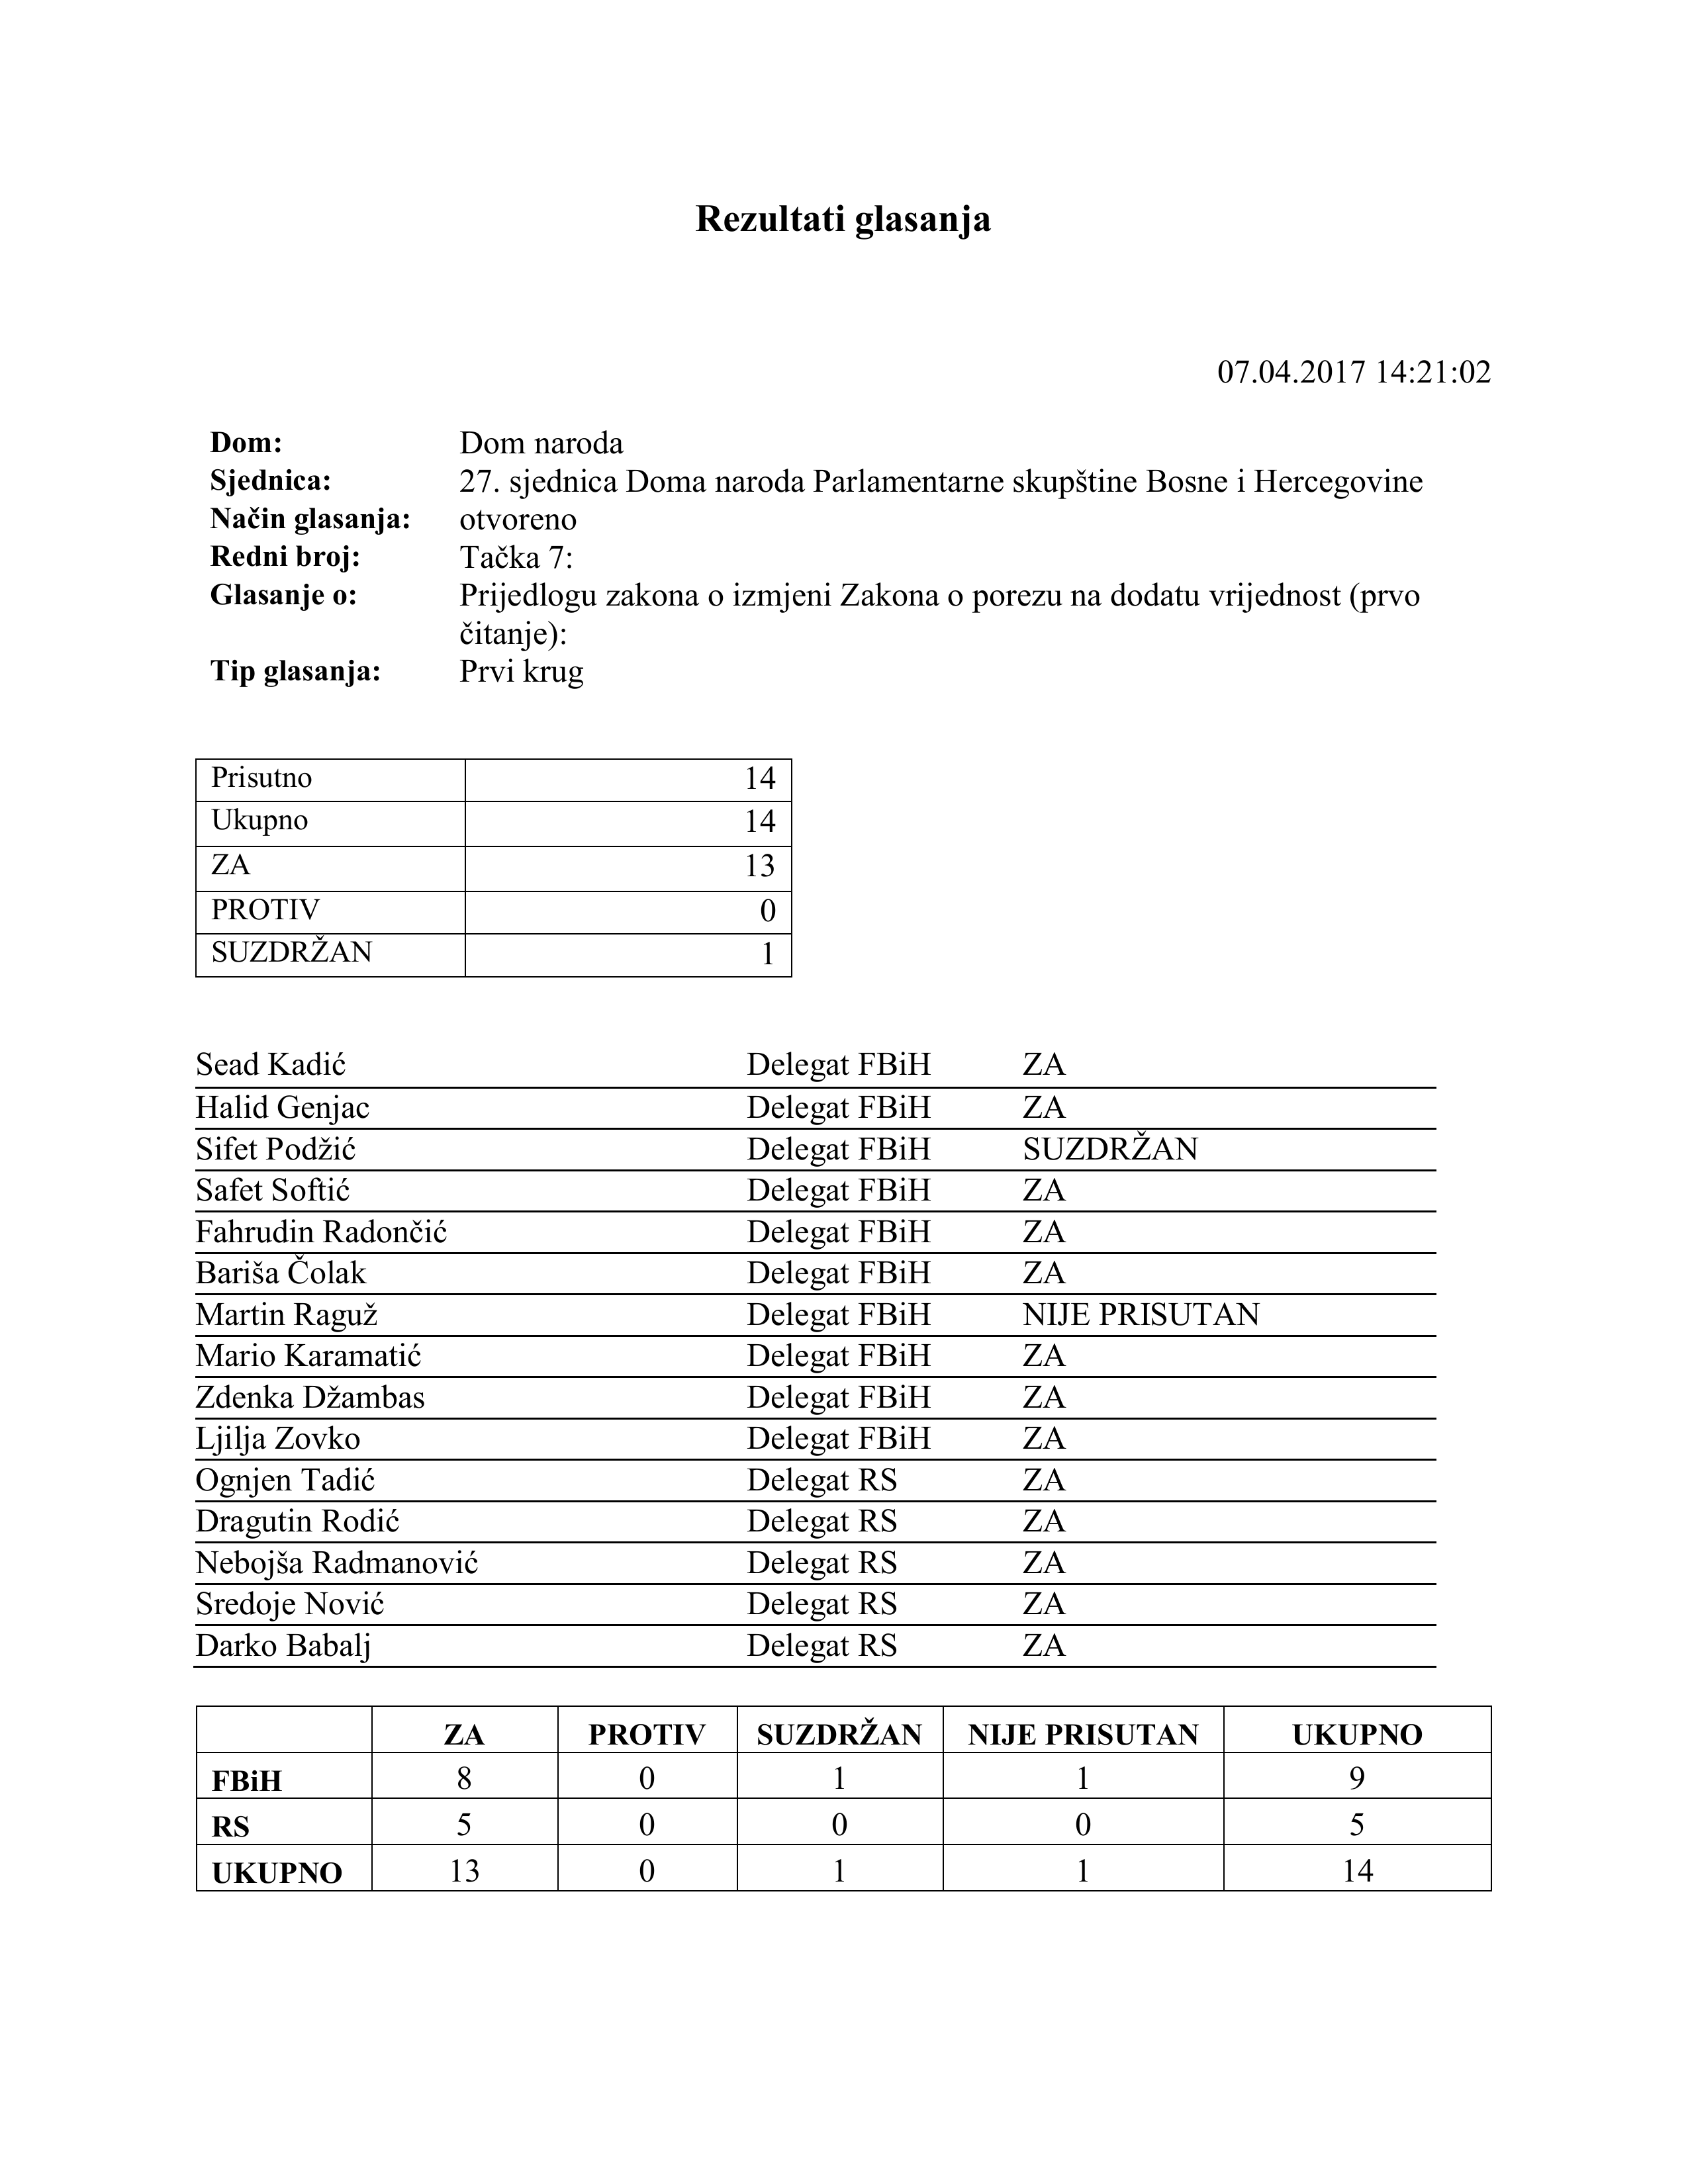 Rezultati glasanja
07.04.2017 14:21:02
Dom: Dom naroda
Sjednica: 27. sjednica Doma naroda Parlamentarne skupštine Bosne i Hercegovine
Način glasanja: otvoreno
Redni broj: Tačka 7:
Glasanje o: Prijedlogu zakona o izmjeni Zakona o porezu na dodatu vrijednost (prvo
čitanje):
Tip glasanja: Prvi krug
Prisutno 14
Ukupno 14
ZA 13
PROTIV 0
SUZDRŽAN 1
Sead Kadić Delegat FBiH ZA
Halid Genjac Delegat FBiH ZA
Sifet Podžić Delegat FBiH SUZDRŽAN
Safet Softić Delegat FBiH ZA
Fahrudin Radončić Delegat FBiH ZA
Bariša Čolak Delegat FBiH ZA
Martin Raguž Delegat FBiH NIJE PRISUTAN
Mario Karamatić Delegat FBiH ZA
Zdenka Džambas Delegat FBiH ZA
Ljilja Zovko Delegat FBiH ZA
Ognjen Tadić Delegat RS ZA
Dragutin Rodić Delegat RS ZA
Nebojša Radmanović Delegat RS ZA
Sredoje Nović Delegat RS ZA
Darko Babalj Delegat RS ZA
ZA PROTIV SUZDRŽAN NIJE PRISUTAN UKUPNO
FBiH 8 0 1 1 9
RS 5 0 0 0 5
UKUPNO 13 0 1 1 14